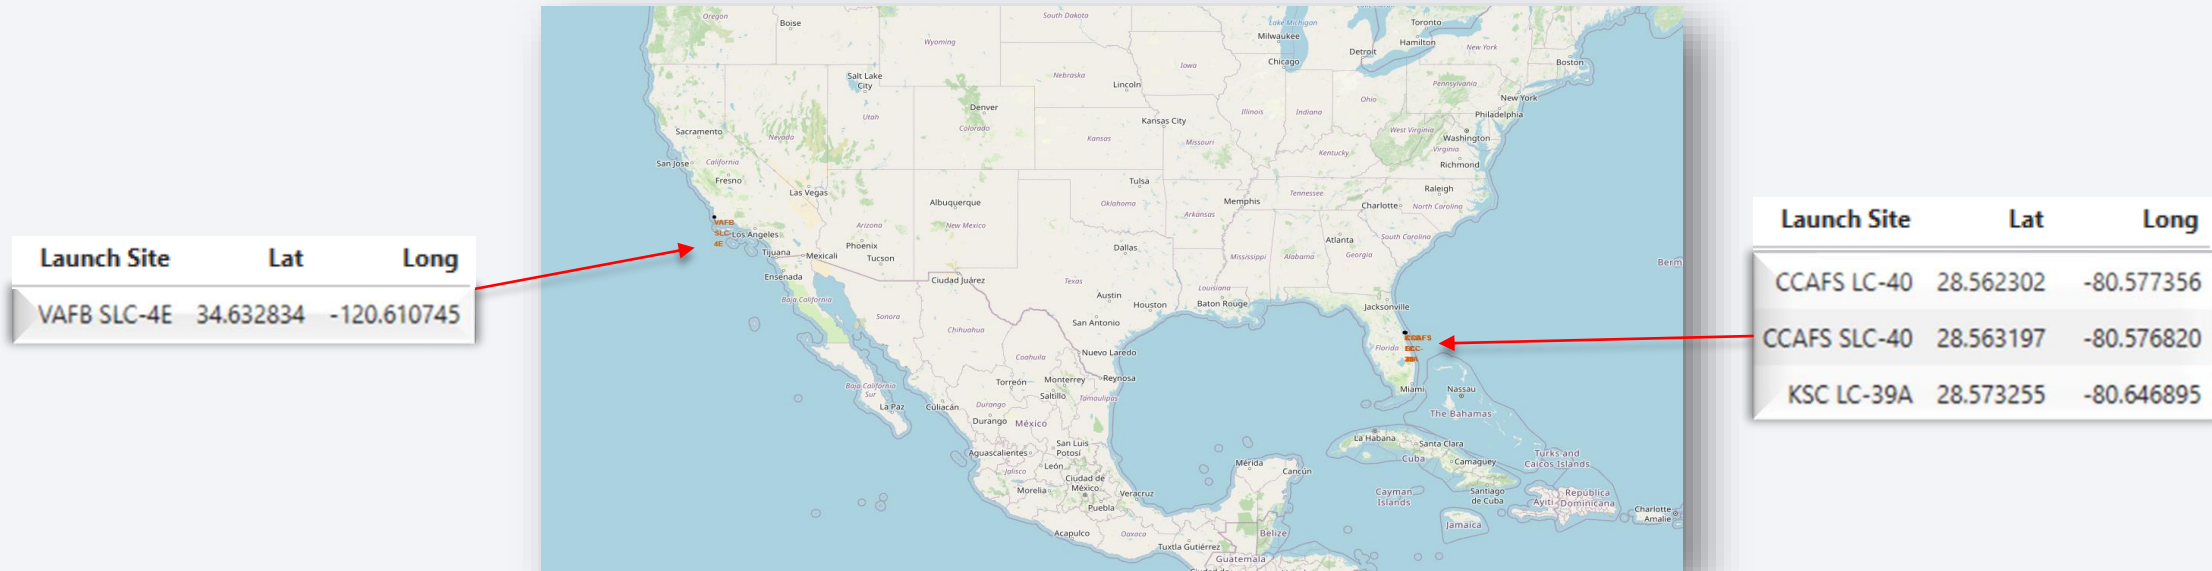 Launch Site Lat Long
VAFB SLC-4E 34.632834 -120.610745
Oregon
Boise
South Dakota
Lake Michigan
Toronto
Milwaukee
Hamilton
New York
Wyoming
Detroit
Chicago
Boston
Iowa
Salt Lake
City
Nebraska
Lincoln
Pennsylvania
New York
Denver
Ohio
Illinois
Indiana
Utah
Philadelphia
Kansas City
Colorado
Sacramento
Nevada
West Virginia
Washington
Kansas
Missouri
Virginia
Kentucky
San Jose
California
Richmond
Fresno
Tulsa
Las Vegas
Raleigh
Tennessee
Albuquerque
Oklahoma
Memphis
Charlotte
North Carolina
Arkansas
VAFB
SLC-
4E
Los Angeles
Arizona
New Mexico
Atlanta
South Carolina
Phoenix
Dallas
Tijuana
Mexicali
Tucson
Mississippi
Alabama
Georgia
Berm
Ensenada
Ciudad Juárez
Texas
Louisiana
Baja California
Austin
Houston
Baton Rouge
Jacksonville
Sonora
San Antonio
Chihuahua
Florida
Coahuila
Nuevo Laredo
Torreón
Monterrey
Reynosa
Baja California
Sur
Saltillo
Tamaulipas
Miami
Nassau
La Paz
Culiacán
Durango
The Bahamas
Durango
México
La Habana
Santa Clara
San Luis
Potosí
Aguascalientes
Cuba
Camaguey
Turks and
Caicos Islands
León
Jalisco
Mérida
Cancún
Ciudad de
México
Morelia
Veracruz
Cayman
Islands
Santiago
de Cuba
República
Dominicana
Ayiti
Puebla
Charlotte
Amalie
Jamaica
Acapulco
Oaxaca
Belize
Tuxtla Gutiérrez
Guatemala
Launch Site Lat Long
CCAFS LC-40 28.562302 -80.577356
CCAFS SLC-40 28.563197 -80.576820
KSC LC-39A 28.573255 -80.646895